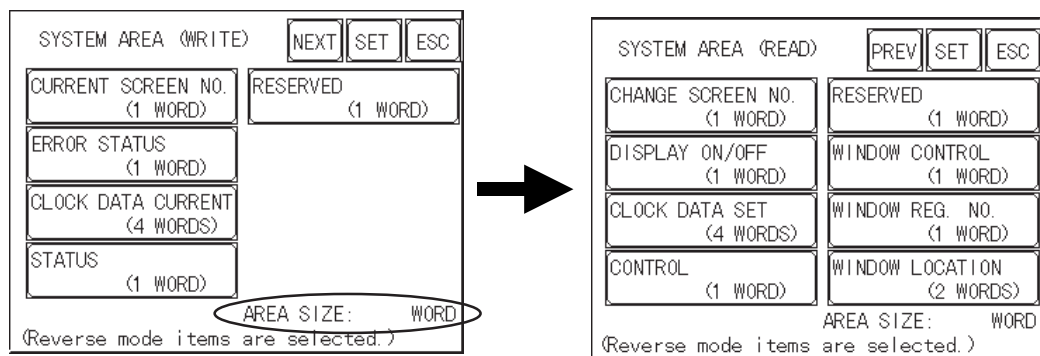 SYSTEM AREA (WRITE)
NEXT
SET
ESC
CURRENT SCREEN NO.
(1 WORD)
RESERVED
(1 WORD)
ERROR STATUS
(1 WORD)
CLOCK DATA CURRENT
(4 WORDS)
STATUS
(1 WORD)
AREA SIZE: WORD
(Reverse mode items are selected.)
SYSTEM AREA (READ)
PREV
SET
ESC
CHANGE SCREEN NO.
(1 WORD)
RESERVED
(1 WORD)
DISPLAY ON/OFF
(1 WORD)
WINDOW CONTROL
(1 WORD)
CLOCK DATA SET
(4 WORDS)
WINDOW REG. NO.
(1 WORD)
CONTROL
(1 WORD)
WINDOW LOCATION
(2 WORDS)
AREA SIZE: WORD
(Reverse mode items are selected.)